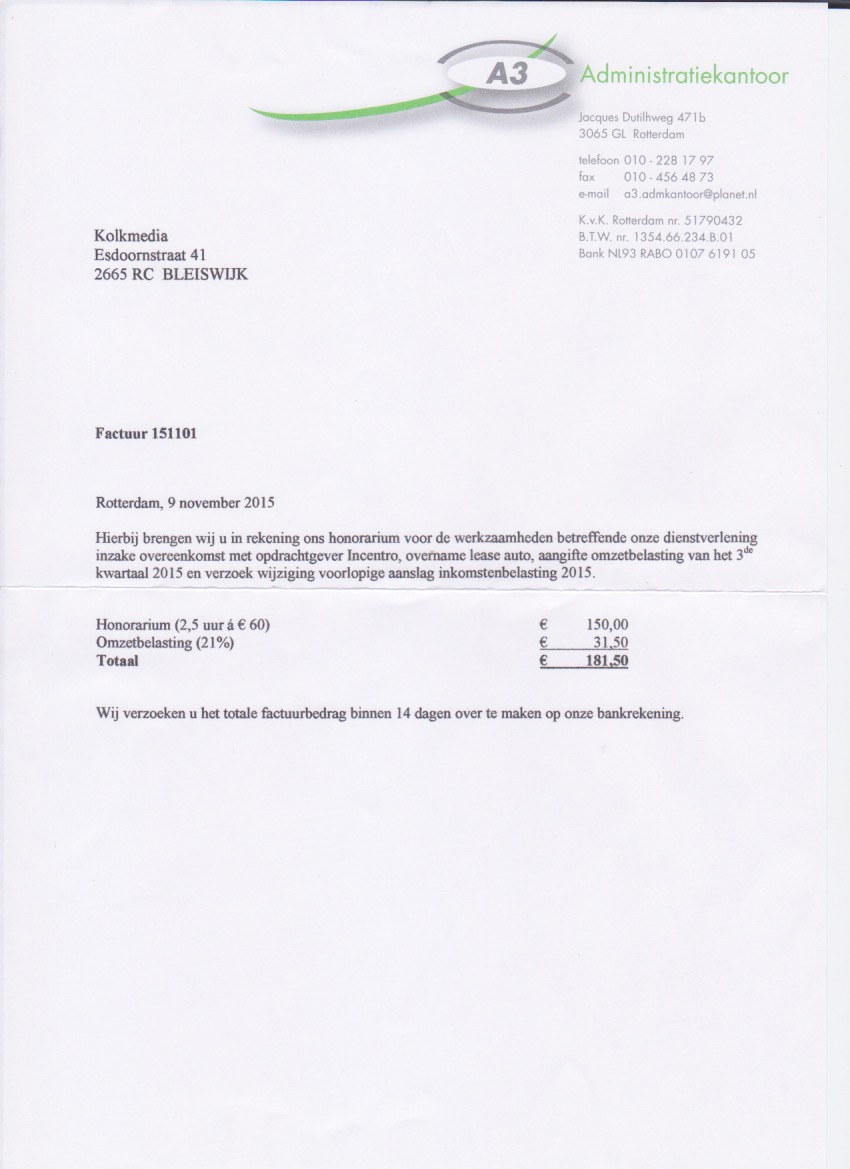 A3 Administratiekantoor
Jacques Dutilhweg 471b
3065 GL Rotterdam
telefoon 010 - 228 17 97
fax 010 - 456 48 73
e-mail a3.admkantoor@planet.nl
K.v.K. Rotterdam nr. 51790432
B.T.W. nr. 1354.66.234.B.01
Bank NL93 RABO 0107 6191 05
Kolkmedia
Esdoornstraat 41
2665 RC BLEISWIJK
Factuur 151101
Rotterdam, 9 november 2015
Hierbij brengen wij u in rekening ons honorarium voor de werkzaamheden betreffende onze dienstverlening
inzake overeenkomst met opdrachtgever Incentro, overname lease auto, aangifte omzetbelasting van het 3de
kwartaal 2015 en verzoek wijziging voorlopige aanslag inkomstenbelasting 2015.
Honorarium (2,5 uur á € 60) € 150,00
Omzetbelasting (21%) € 31,50
Totaal € 181,50
Wij verzoeken u het totale factuurbedrag binnen 14 dagen over te maken op onze bankrekening.